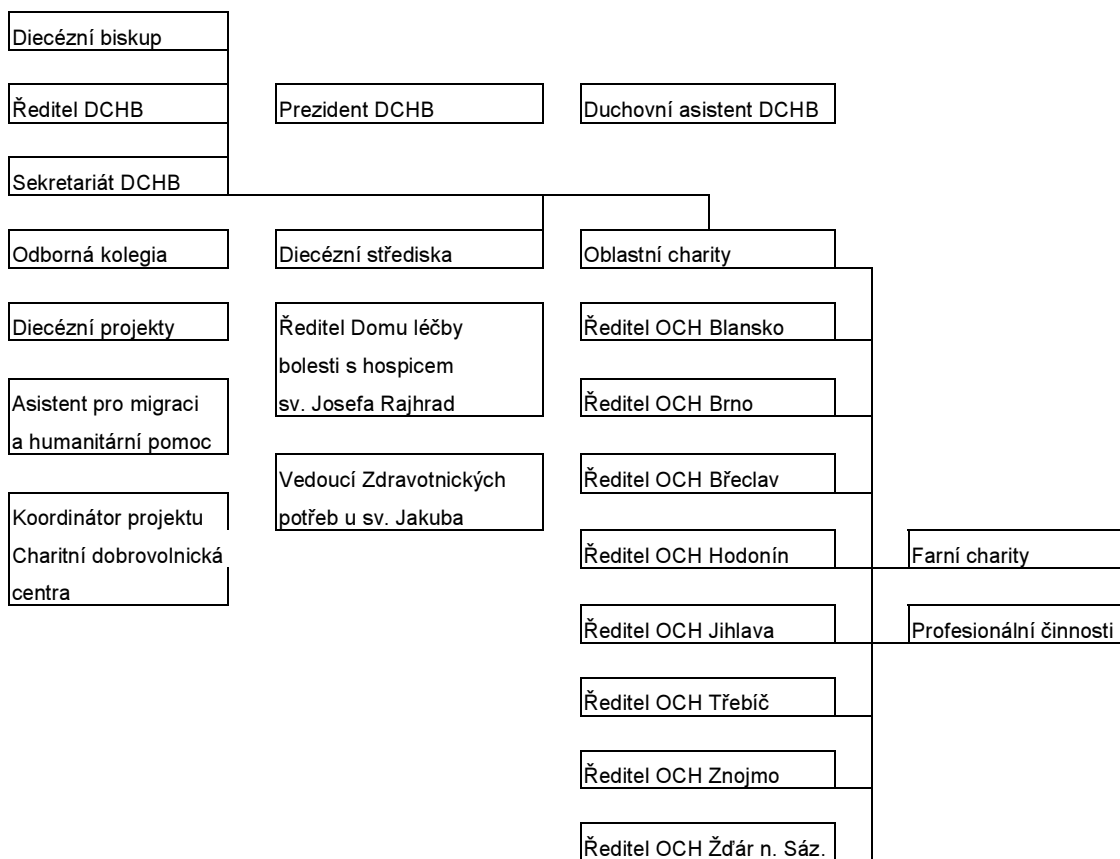 Diecézní biskup
Ředitel DCHB
Prezident DCHB
Duchovní asistent DCHB
Sekretariát DCHB
Odborná kolegia
Diecézní střediska
Oblastní charity
Diecézní projekty
Ředitel Domu léčby
bolesti s hospicem
sv. Josefa Rajhrad
Ředitel OCH Blansko
Asistent pro migraci
a humanitární pomoc
Ředitel OCH Brno
Vedoucí Zdravotnických
potřeb u sv. Jakuba
Ředitel OCH Břeclav
Koordinátor projektu
Charitní dobrovolnická
centra
Ředitel OCH Hodonín
Farní charity
Ředitel OCH Jihlava
Profesionální činnosti
Ředitel OCH Třebíč
Ředitel OCH Znojmo
Ředitel OCH Žďár n. Sáz.